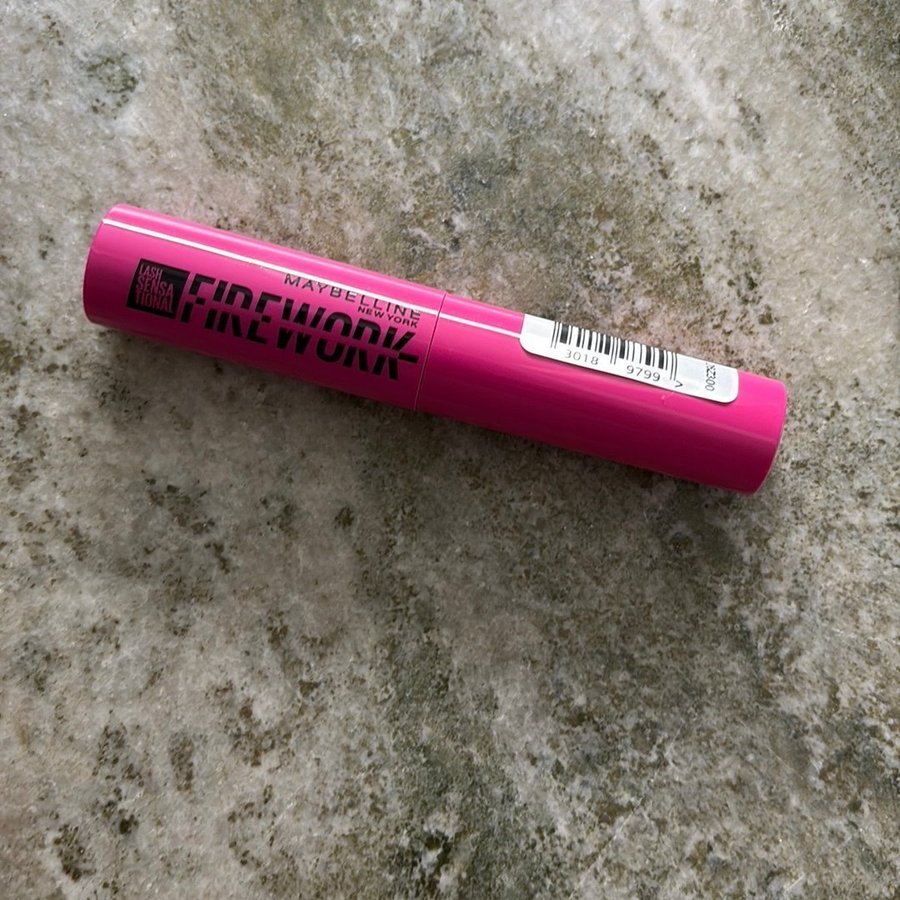 LASH
SENSA
TIONAL
FIREWORK
MAYBELLINE
NEW YORK
3018
9799
>